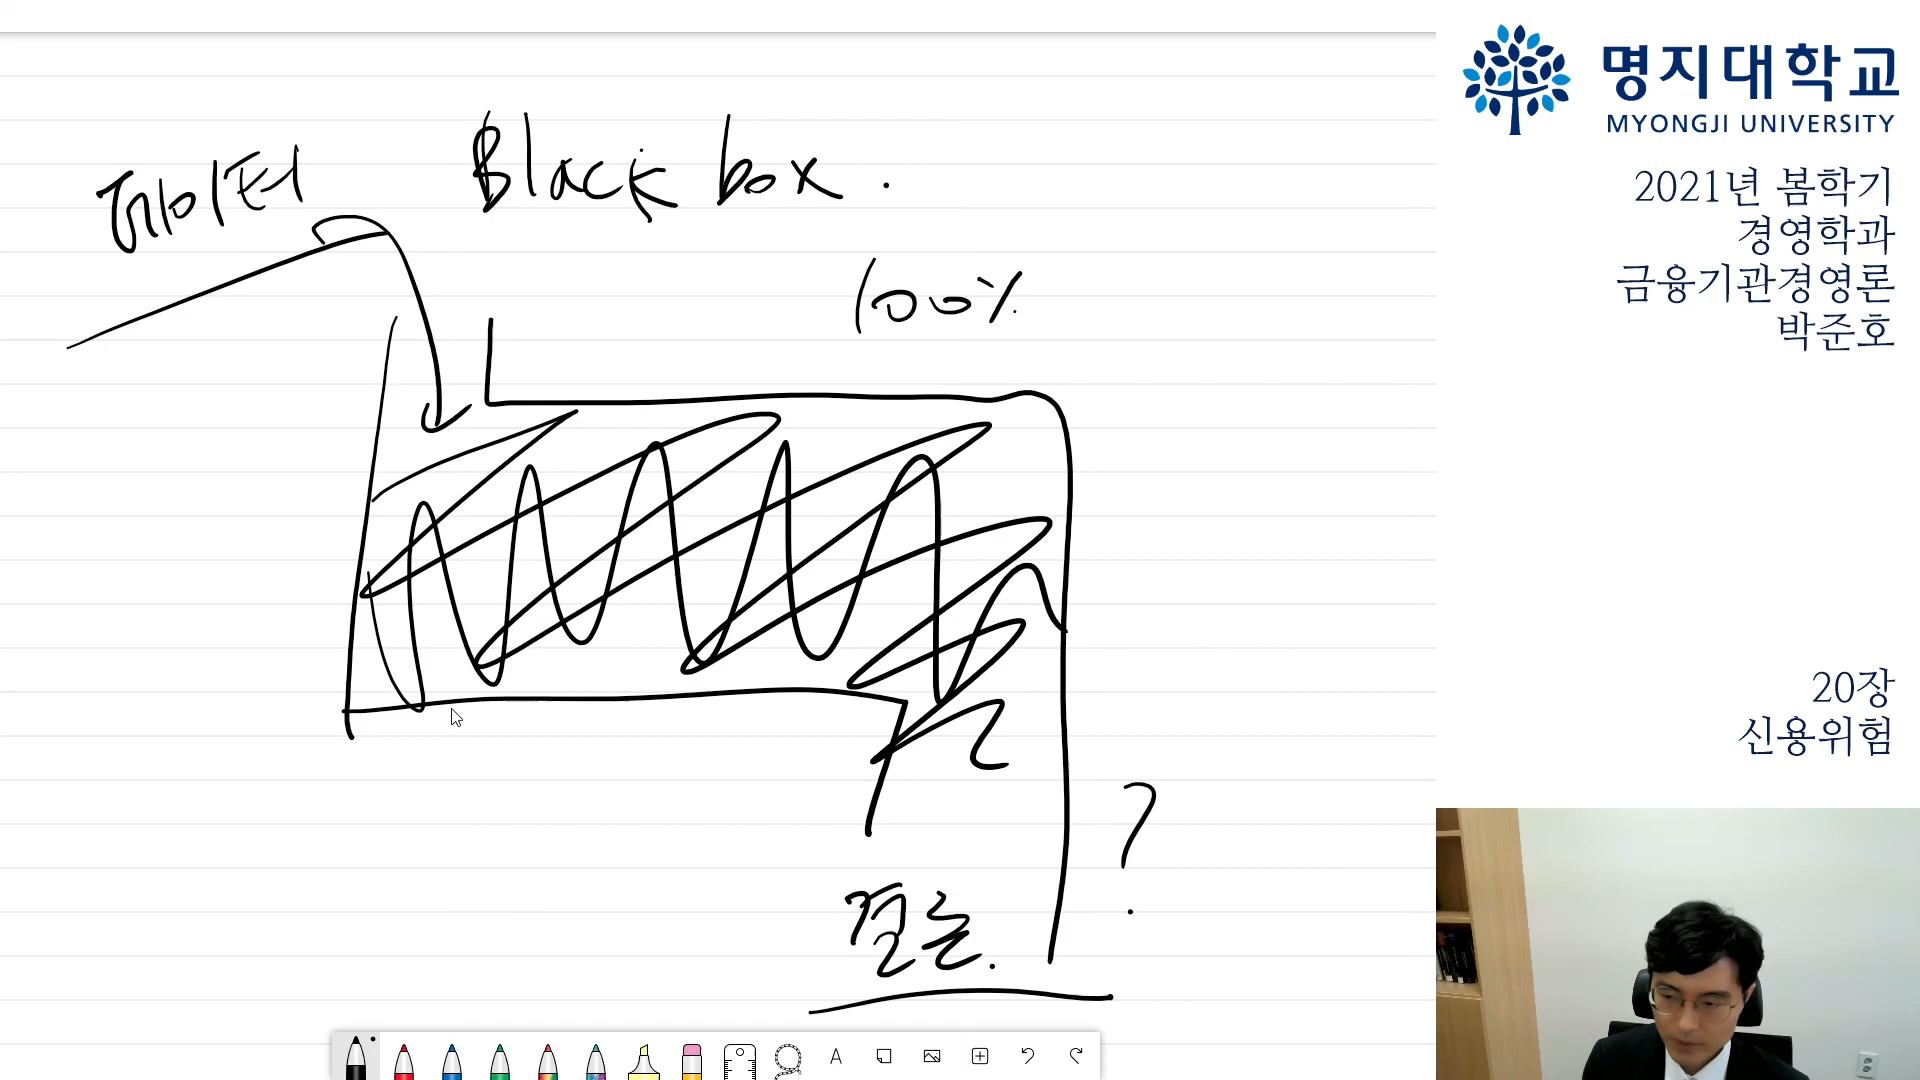 데이터
Black box.
100%
결론.
?
명지대학교
MYONGJI UNIVERSITY
2021년 봄학기
경영학과
금융기관경영론
박준호
20장
신용위험
A